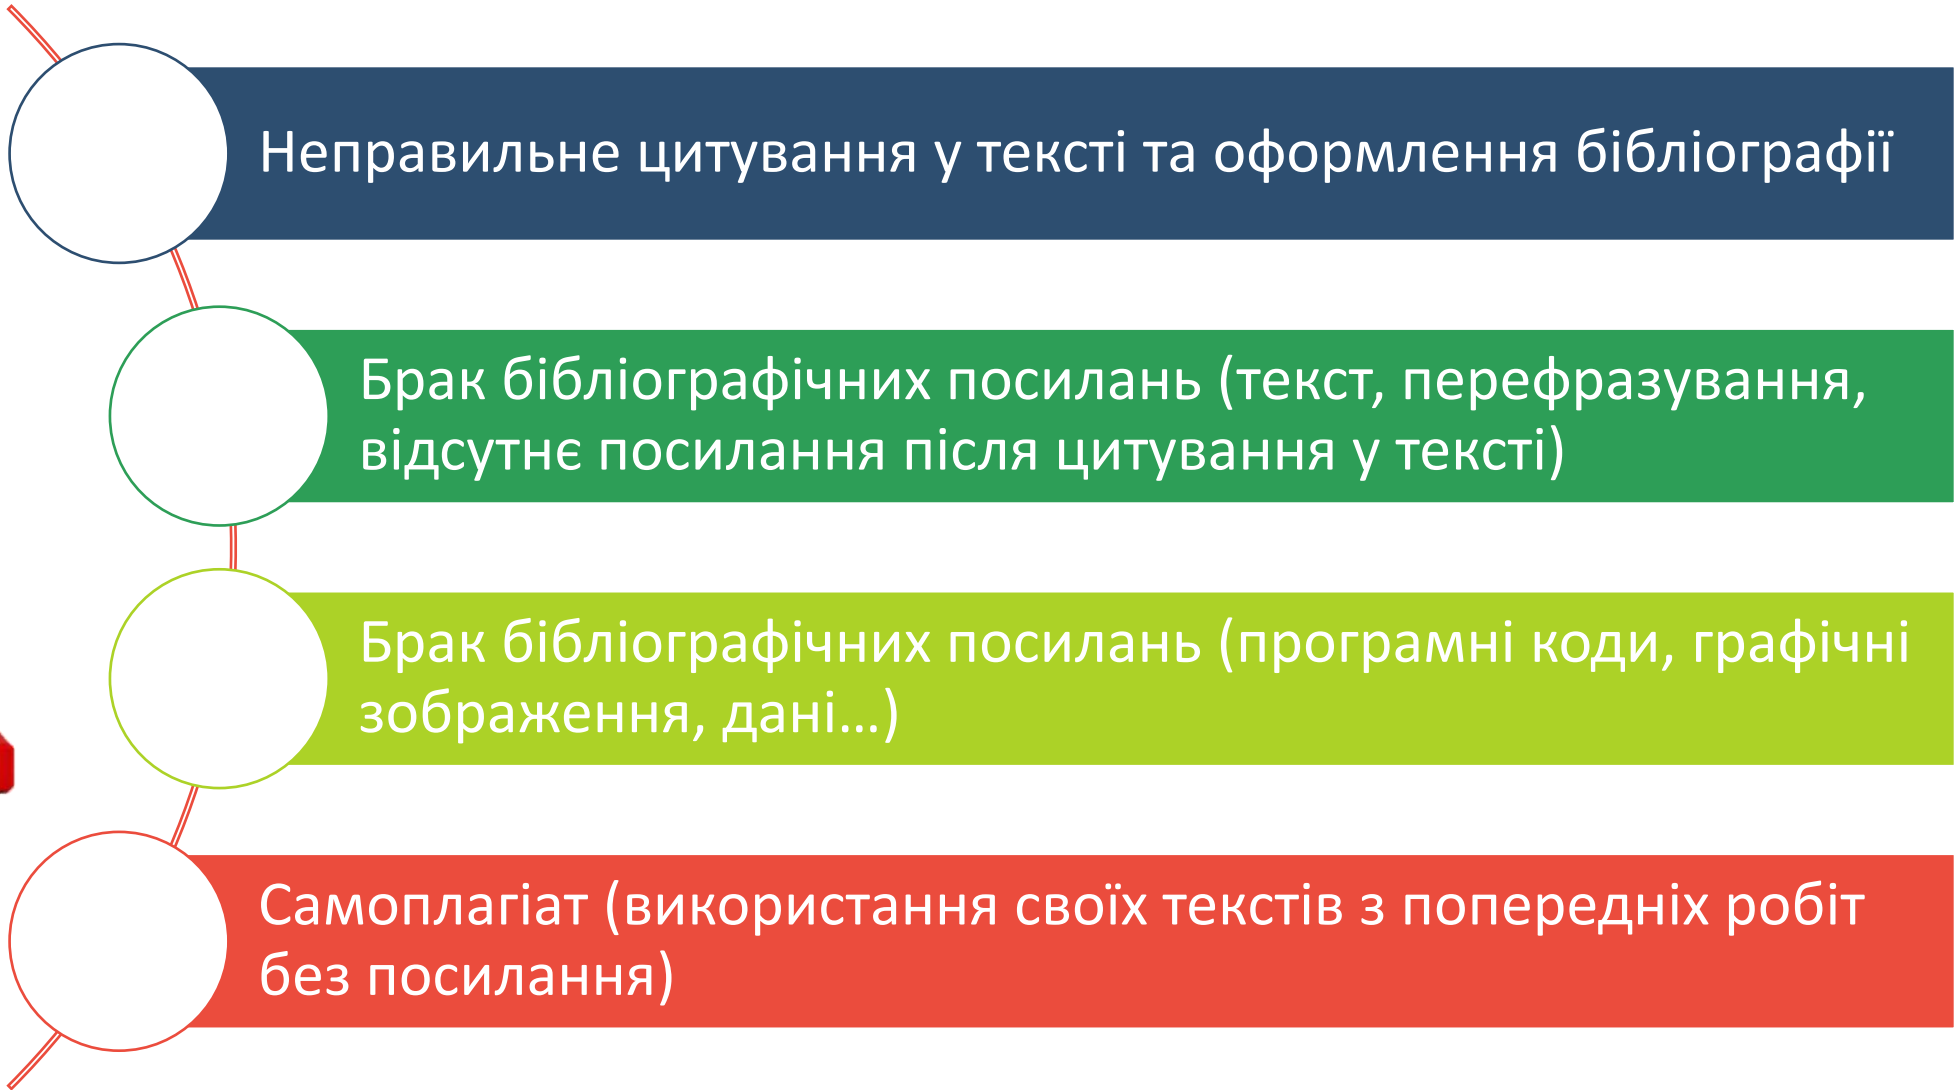 Неправильне цитування у тексті та оформлення бібліографії
Брак бібліографічних посилань (текст, перефразування,
відсутнє посилання після цитування у тексті)
Брак бібліографічних посилань (програмні коди, графічні
зображення, дані…)
Самоплагіат (використання своїх текстів з попередніх робіт
без посилання)